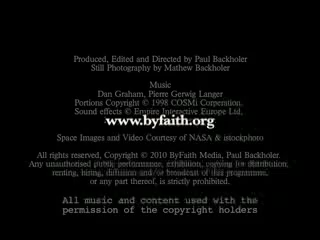 Produced, Edited and Directed by Paul Backholer
Still Photography by Mathew Backholer
Music
Dan Graham, Pierre Gerwig Langer
Portions Copyright © 1998 COSMi Corperation.
Sound effects © Empire Interactive Europe Ltd.
www.byfaith.org
Space Images and Video Courtesy of NASA & istockphoto
All rights reserved, Copyright © 2010 ByFaith Media, Paul Backholer.
Any unauthorised public performance, exhibition, copying for distribution,
renting, hiring, diffusion and/or broadcast of this programme,
or any part thereof, is strictly prohibited.
All music and content used with the
permission of the copyright holders